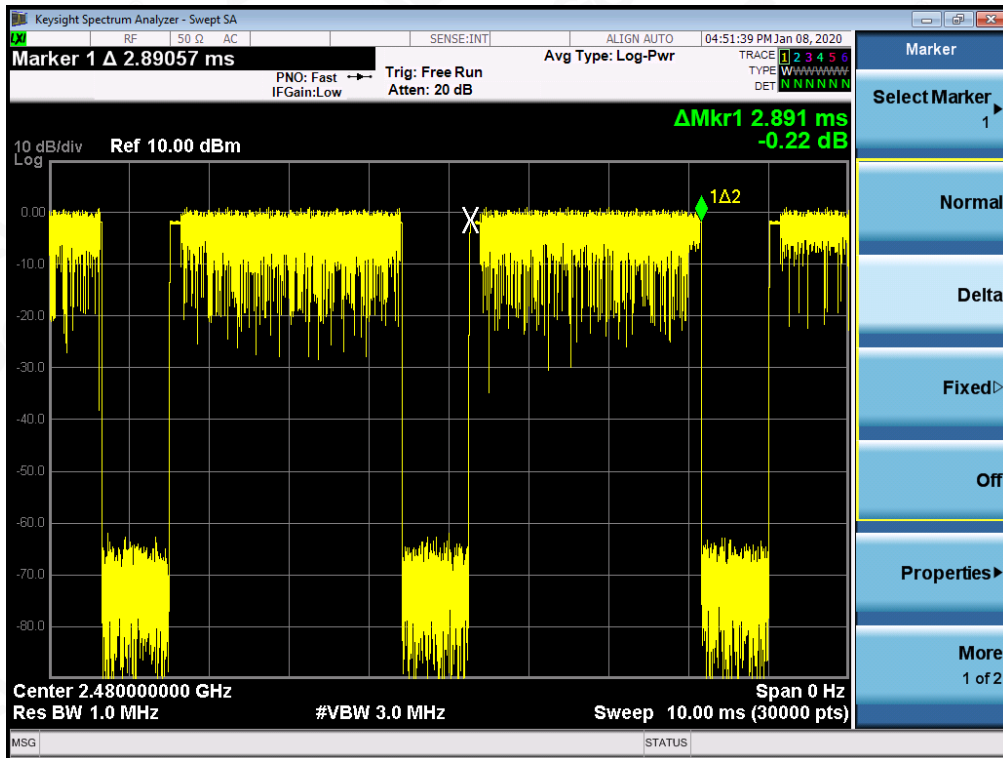 Keysight Spectrum Analyzer - Swept SA
LXI RF 50 Ω AC SENSE:INT ALIGN AUTO 04:51:39 PM Jan 08, 2020
Marker 1 Δ 2.89057 ms
PNO: Fast
IFGain:Low
Trig: Free Run
Atten: 20 dB
Avg Type: Log-Pwr
TRACE 1 2 3 4 5 6
TYPE WWWWWW
DET N N N N N N
ΔMkr1 2.891 ms
-0.22 dB
10 dB/div Ref 10.00 dBm
Log
0.00
-10.0
-20.0
-30.0
-40.0
-50.0
-60.0
-70.0
-80.0
X
1Δ2
Center 2.480000000 GHz Span 0 Hz
Res BW 1.0 MHz #VBW 3.0 MHz Sweep 10.00 ms (30000 pts)
MSG STATUS
Marker
Select Marker
1
Normal
Delta
Fixed
Off
Properties
More
1 of 2